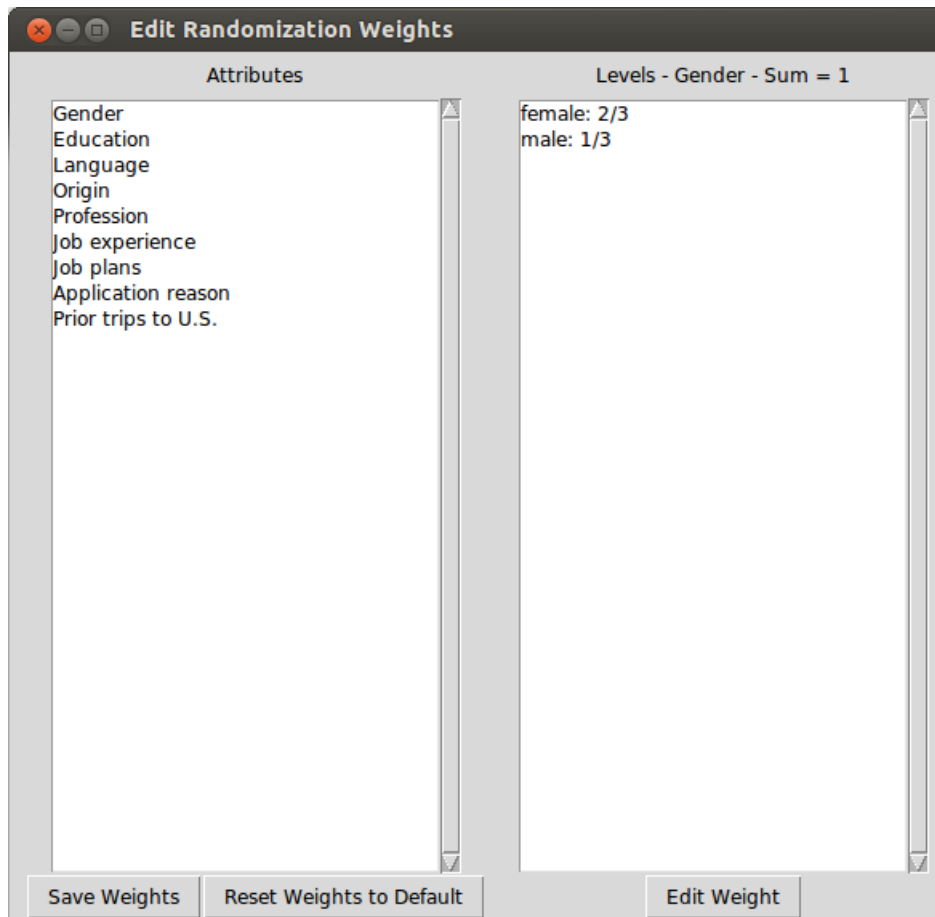 Edit Randomization Weights
Attributes
Gender
Education
Language
Origin
Profession
Job experience
Job plans
Application reason
Prior trips to U.S.
Levels - Gender - Sum = 1
female: 2/3
male: 1/3
Save Weights
Reset Weights to Default
Edit Weight